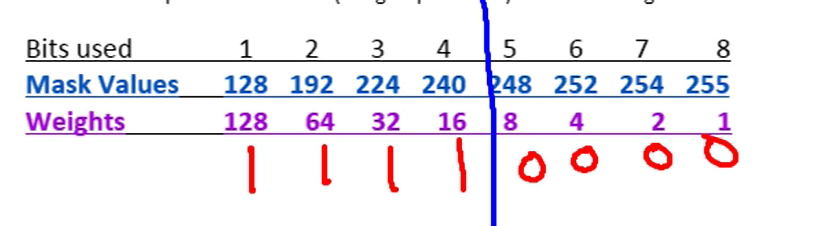 Bits used 1 2 3 4 5 6 7 8
Mask Values 128 192 224 240 248 252 254 255
Weights 128 64 32 16 8 4 2 1
1 1 1 1 0 0 0 0